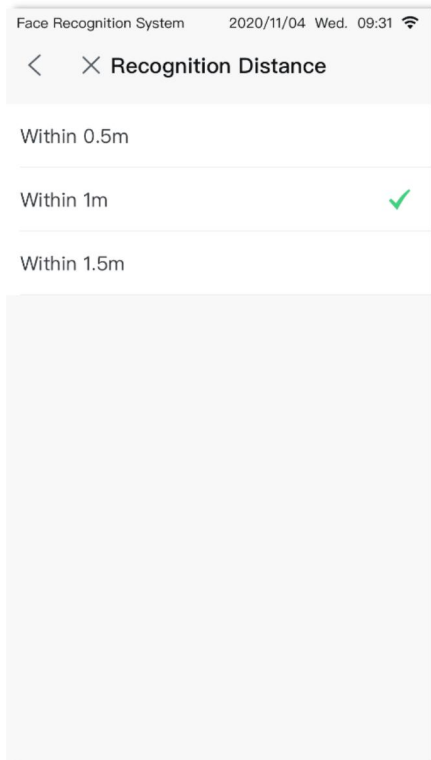 Face Recognition System 2020/11/04 Wed. 09:31
Recognition Distance
Within 0.5m
Within 1m
Within 1.5m